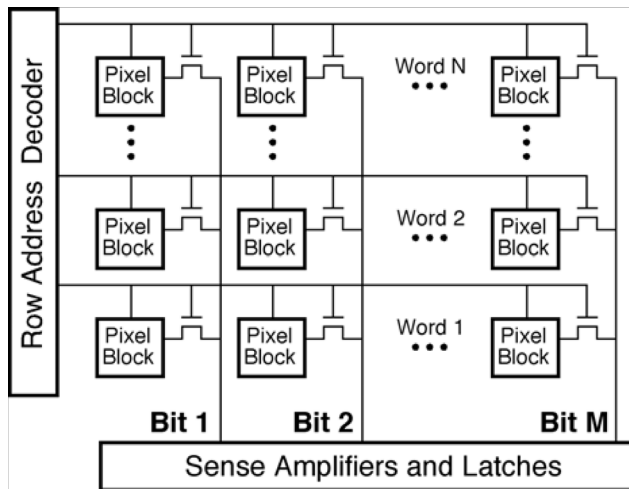 Row Address Decoder
Pixel
Block
Pixel
Block
Word N
Pixel
Block
Pixel
Block
Pixel
Block
Word 2
Pixel
Block
Pixel
Block
Pixel
Block
Word 1
Pixel
Block
Bit 1
Bit 2
Bit M
Sense Amplifiers and Latches